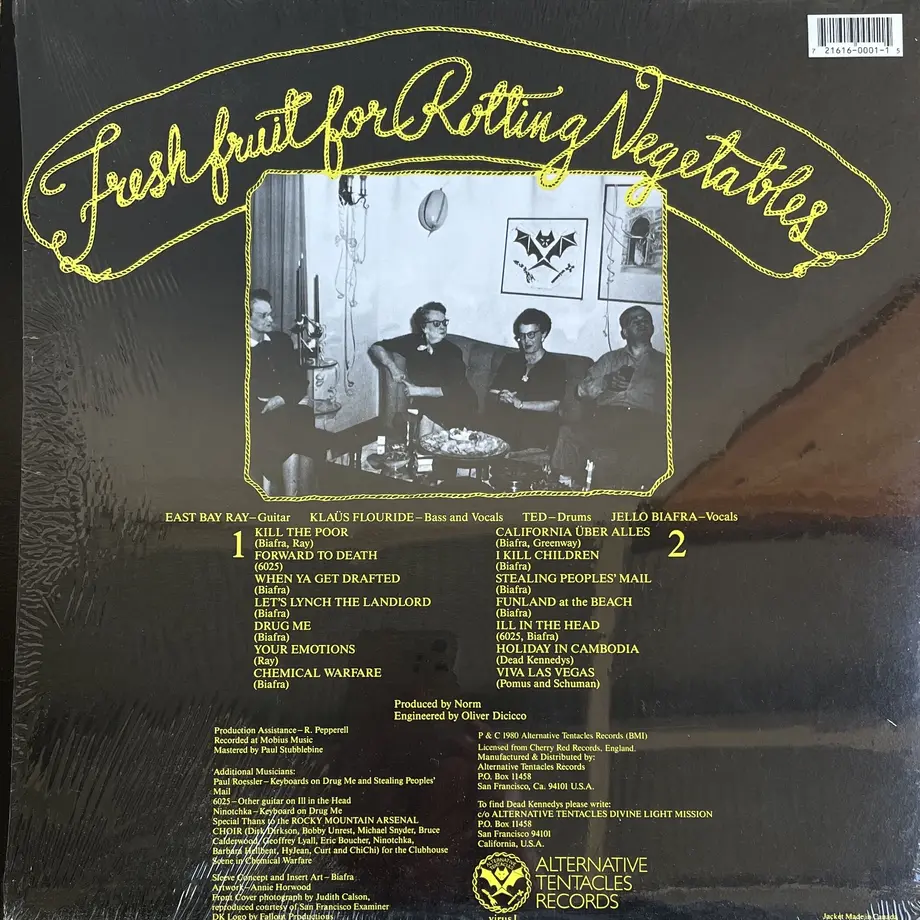 7 21616-0001-1 5
Fresh fruit for Rotting Vegetables
EAST BAY RAY–Guitar KLAÜS FLOURIDE–Bass and Vocals TED–Drums JELLO BIAFRA–Vocals
1
KILL THE POOR
(Biafra, Ray)
FORWARD TO DEATH
(6025)
WHEN YA GET DRAFTED
(Biafra)
LET'S LYNCH THE LANDLORD
(Biafra)
DRUG ME
(Biafra)
YOUR EMOTIONS
(Ray)
CHEMICAL WARFARE
(Biafra)
2
CALIFORNIA ÜBER ALLES
(Biafra, Greenway)
I KILL CHILDREN
(Biafra)
STEALING PEOPLES' MAIL
(Biafra)
FUNLAND at the BEACH
(Biafra)
ILL IN THE HEAD
(6025, Biafra)
HOLIDAY IN CAMBODIA
(Dead Kennedys)
VIVA LAS VEGAS
(Pomus and Schuman)
Produced by Norm
Engineered by Oliver Dicicco
Production Assistance–R. Pepperell
Recorded at Mobius Music
Mastered by Paul Stubblebine
Additional Musicians:
Paul Roessler–Keyboards on Drug Me and Stealing Peoples'
Mail
6025–Other guitar on Ill in the Head
Ninotchka–Keyboard on Drug Me
Special Thanx to the ROCKY MOUNTAIN ARSENAL
CHOIR (Dirk Dirkson, Bobby Unrest, Michael Snyder, Bruce
Calderwood, Geoffrey Lyall, Eric Boucher, Ninotchka,
Barbara Hellbent, HyJean, Curt and ChiChi) for the Clubhouse
Scene in Chemical Warfare
Sleeve Concept and Insert Art–Biafra
Artwork–Annie Horwood
Front Cover photograph by Judith Calson,
reproduced courtesy of San Francisco Examiner
DK Logo by Fallout Productions
P & C 1980 Alternative Tentacles Records (BMI)
Licensed from Cherry Red Records, England.
Manufactured & Distributed by:
Alternative Tentacles Records
P.O. Box 11458
San Francisco, Ca. 94101 U.S.A.
To find Dead Kennedys please write:
c/o ALTERNATIVE TENTACLES DIVINE LIGHT MISSION
P.O. Box 11458
San Francisco 94101
California, U.S.A.
ALTERNATIVE
TENTACLES
RECORDS
virus 1
Jacket Made in Canada